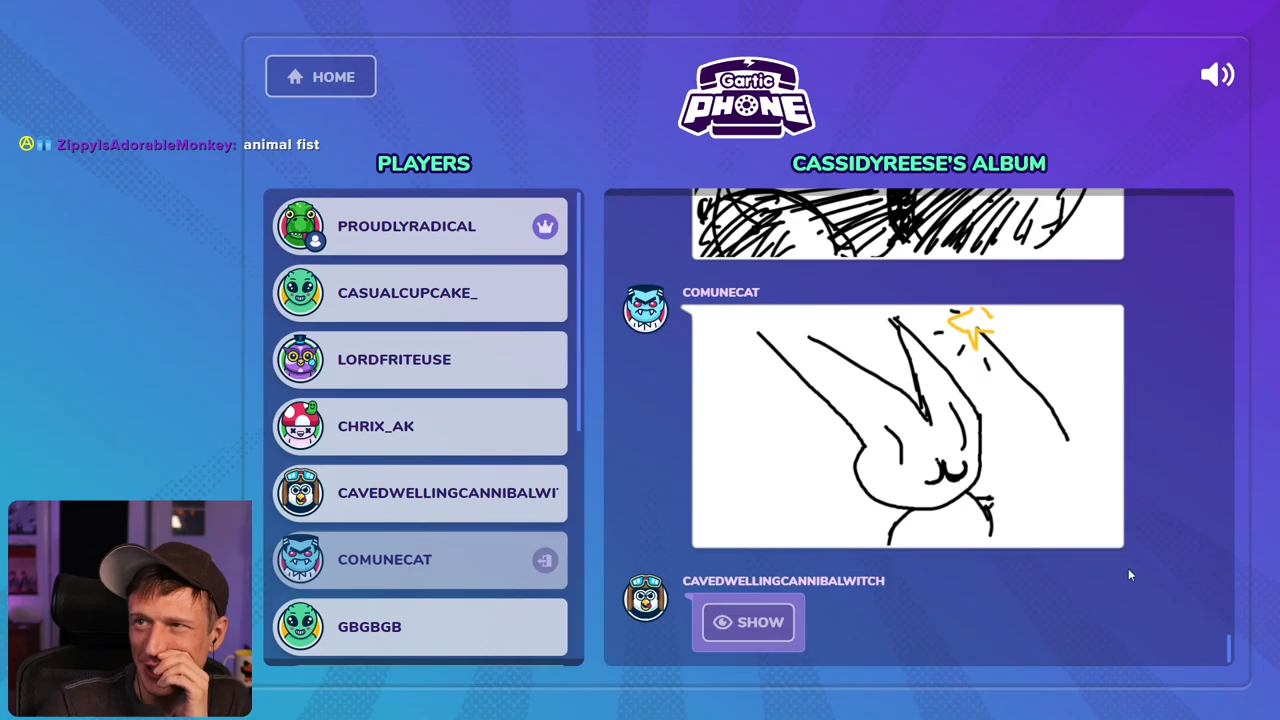 HOME
Gartic
PHONE
ZippyIsAdorableMonkey: animal fist
PLAYERS
CASSIDYREESE'S ALBUM
PROUDLYRADICAL
CASUALCUPCAKE_
LORDFRITEUSE
CHRIX_AK
CAVEDWELLINGCANNIBALWI
COMUNECAT
GBGBGB
COMUNECAT
CAVEDWELLINGCANNIBALWITCH
SHOW